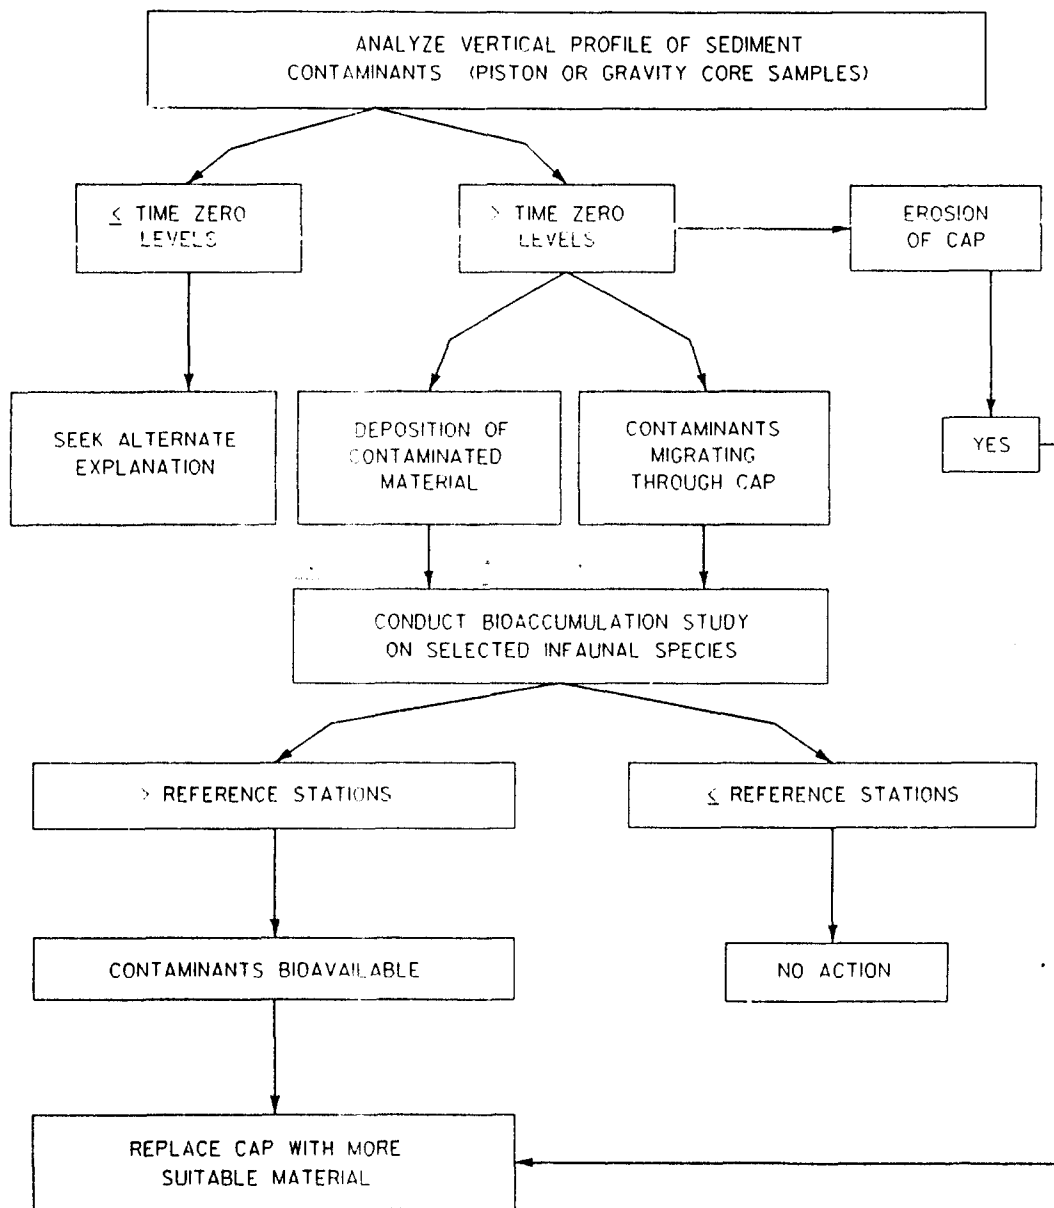 ANALYZE VERTICAL PROFILE OF SEDIMENT
CONTAMINANTS (PISTON OR GRAVITY CORE SAMPLES)
≤ TIME ZERO
LEVELS
> TIME ZERO
LEVELS
EROSION
OF CAP
SEEK ALTERNATE
EXPLANATION
DEPOSITION OF
CONTAMINATED
MATERIAL
CONTAMINANTS
MIGRATING
THROUGH CAP
YES
CONDUCT BIOACCUMULATION STUDY
ON SELECTED INFAUNAL SPECIES
> REFERENCE STATIONS
≤ REFERENCE STATIONS
CONTAMINANTS BIOAVAILABLE
NO ACTION
REPLACE CAP WITH MORE
SUITABLE MATERIAL